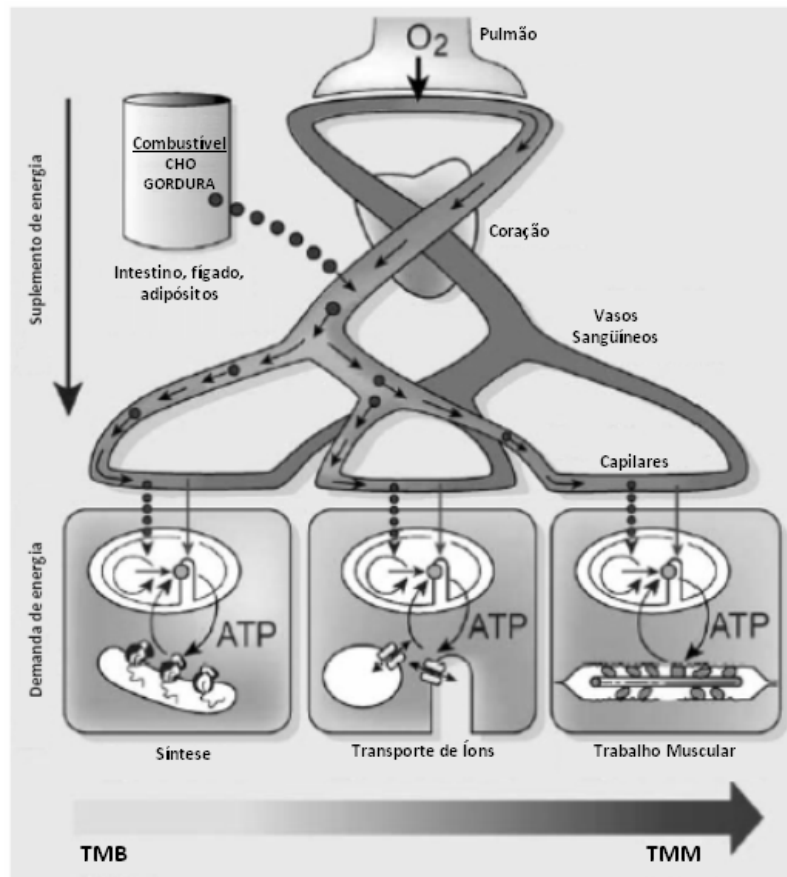 Pulmão
O₂
Combustível
CHO
GORDURA
Suplemento de energia
Coração
Intestino, fígado,
adipósitos
Vasos
Sangüíneos
Capilares
Demanda de energia
ATP
ATP
ATP
Síntese
Transporte de Íons
Trabalho Muscular
TMB
TMM